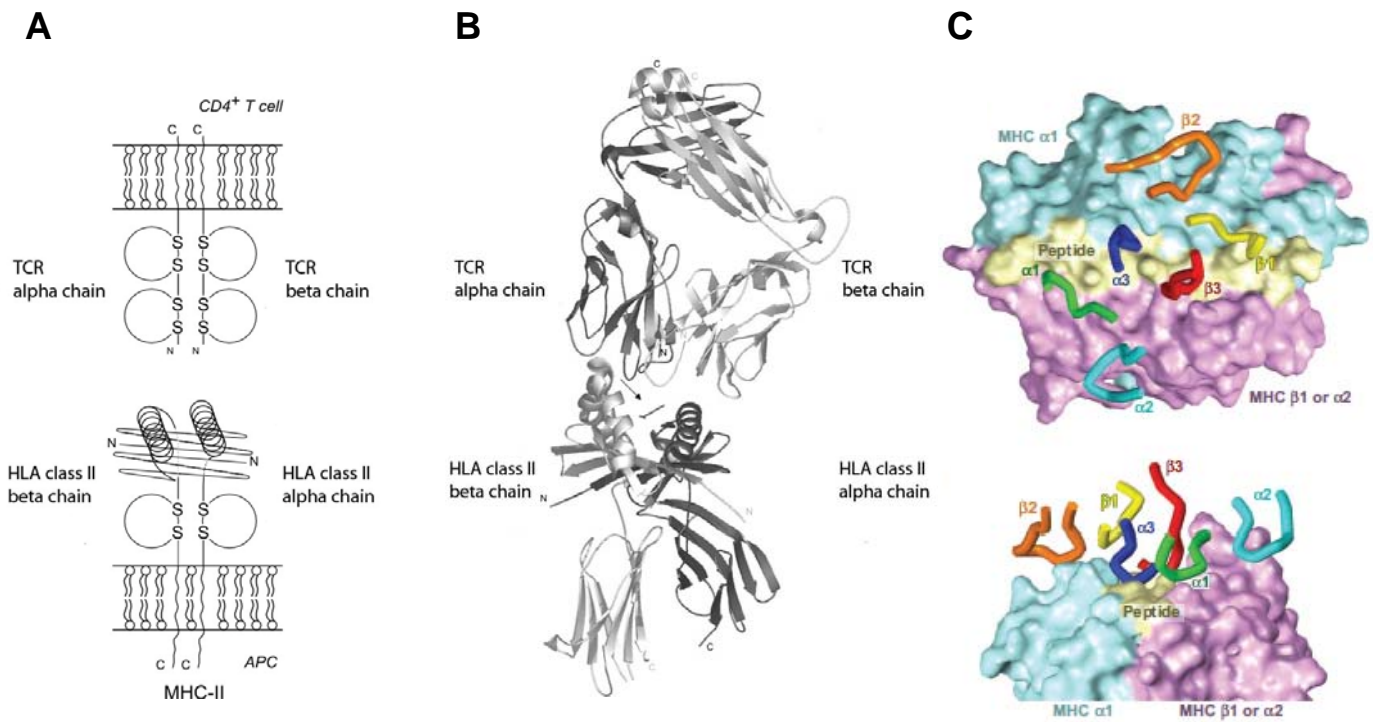 A
CD4+ T cell
C C
TCR
alpha chain
TCR
beta chain
S S
S S
S S
S S
N N
N
N
HLA class II
beta chain
HLA class II
alpha chain
S S
S S
C C
APC
MHC-II
B
C
C
TCR
alpha chain
TCR
beta chain
N
HLA class II
beta chain
HLA class II
alpha chain
N
N
C
C
C
MHC α1
β2
Peptide
α1
α3
β3
β1
α2
MHC β1 or α2
β3
β2
β1
α3
α2
α1
Peptide
MHC α1
MHC β1 or α2